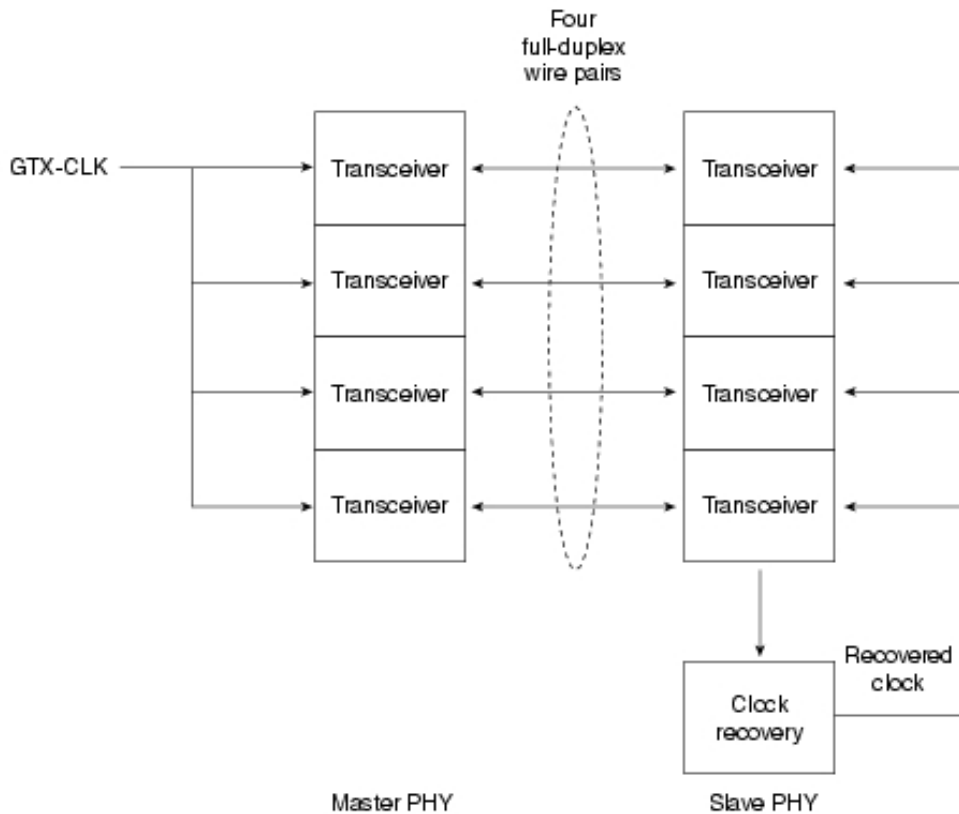 Four
full-duplex
wire pairs
GTX-CLK
Transceiver
Transceiver
Transceiver
Transceiver
Transceiver
Transceiver
Transceiver
Transceiver
Recovered
clock
Clock
recovery
Master PHY
Slave PHY